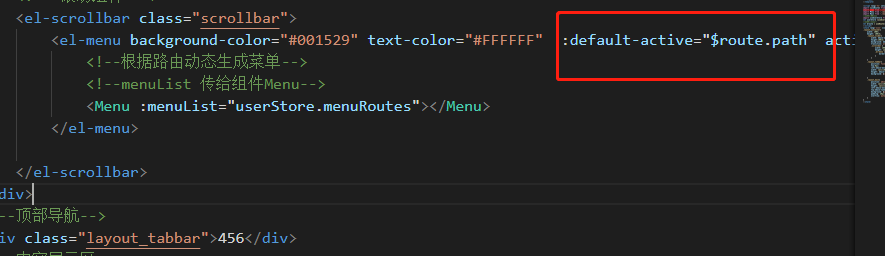 <el-scrollbar class="scrollbar">
<el-menu background-color="#001529" text-color="#FFFFFF" :default-active="$route.path" acti
<!--根据路由动态生成菜单-->
<!--menuList 传给组件Menu-->
<Menu :menuList="userStore.menuRoutes"></Menu>
</el-menu>
</el-scrollbar>
div>
--顶部导航-->
iv class="layout_tabbar">456</div>